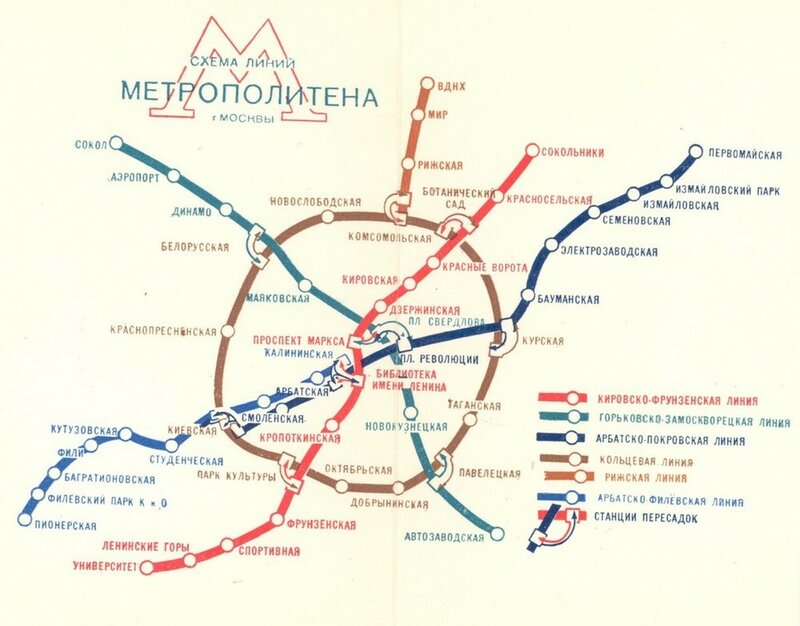 СХЕМА ЛИНИЙ
МЕТРОПОЛИТЕНА
г МОСКВЫ
ВДНХ
МИР
РИЖСКАЯ
БОТАНИЧЕСКИЙ
САД
СОКОЛЬНИКИ
КРАСНОСЕЛЬСКАЯ
ПЕРВОМАЙСКАЯ
ИЗМАЙЛОВСКИЙ ПАРК
ИЗМАЙЛОВСКАЯ
СЕМЕНОВСКАЯ
ЭЛЕКТРОЗАВОДСКАЯ
БАУМАНСКАЯ
КУРСКАЯ
СОКОЛ
АЭРОПОРТ
ДИНАМО
БЕЛОРУССКАЯ
НОВОСЛОБОДСКАЯ
КОМСОМОЛЬСКАЯ
КРАСНЫЕ ВОРОТА
КИРОВСКАЯ
МАЯКОВСКАЯ
ДЗЕРЖИНСКАЯ
ПЛ СВЕРДЛОВА
КРАСНОПРЕСНЕНСКАЯ
ПРОСПЕКТ МАРКСА
КАЛИНИНСКАЯ
ПЛ. РЕВОЛЮЦИИ
БИБЛИОТЕКА
ИМЕНИ ЛЕНИНА
АРБАТСКАЯ
СМОЛЕНСКАЯ
КИЕВСКАЯ
КРОПОТКИНСКАЯ
НОВОКУЗНЕЦКАЯ
ТАГАНСКАЯ
КУТУЗОВСКАЯ
ФИЛИ
СТУДЕНЧЕСКАЯ
БАГРАТИОНОВСКАЯ
ФИЛЕВСКИЙ ПАРК К и О
ПИОНЕРСКАЯ
ПАРК КУЛЬТУРЫ
ОКТЯБРЬСКАЯ
ДОБРЫНИНСКАЯ
ПАВЕЛЕЦКАЯ
АВТОЗАВОДСКАЯ
ФРУНЗЕНСКАЯ
СПОРТИВНАЯ
ЛЕНИНСКИЕ ГОРЫ
УНИВЕРСИТЕТ
КИРОВСКО-ФРУНЗЕНСКАЯ ЛИНИЯ
ГОРЬКОВСКО-ЗАМОСКВОРЕЦКАЯ ЛИНИЯ
АРБАТСКО-ПОКРОВСКАЯ ЛИНИЯ
КОЛЬЦЕВАЯ ЛИНИЯ
РИЖСКАЯ ЛИНИЯ
АРБАТСКО-ФИЛЕВСКАЯ ЛИНИЯ
СТАНЦИИ ПЕРЕСАДОК